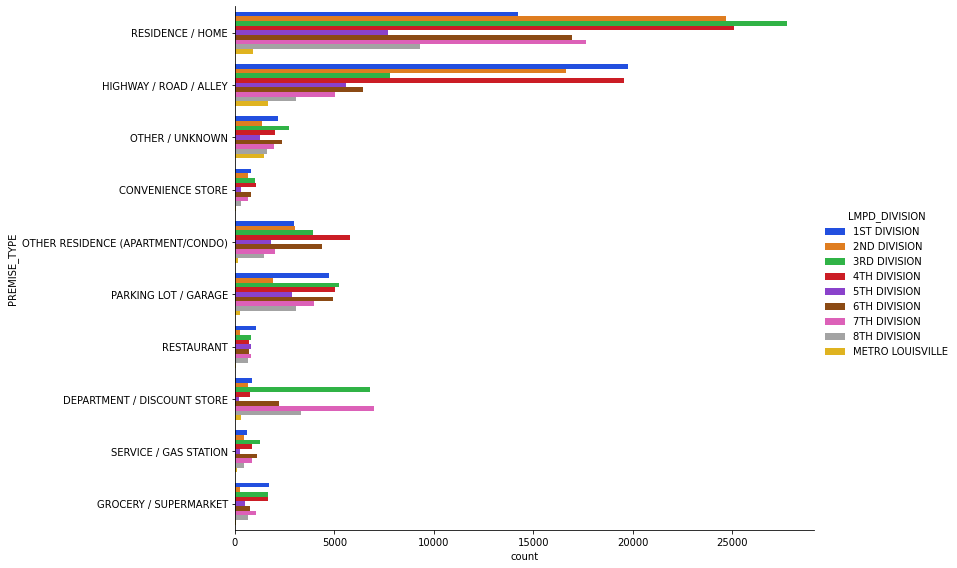 PREMISE_TYPE
RESIDENCE / HOME
HIGHWAY / ROAD / ALLEY
OTHER / UNKNOWN
CONVENIENCE STORE
OTHER RESIDENCE (APARTMENT/CONDO)
PARKING LOT / GARAGE
RESTAURANT
DEPARTMENT / DISCOUNT STORE
SERVICE / GAS STATION
GROCERY / SUPERMARKET
0 5000 10000 15000 20000 25000
count
LMPD_DIVISION
1ST DIVISION
2ND DIVISION
3RD DIVISION
4TH DIVISION
5TH DIVISION
6TH DIVISION
7TH DIVISION
8TH DIVISION
METRO LOUISVILLE